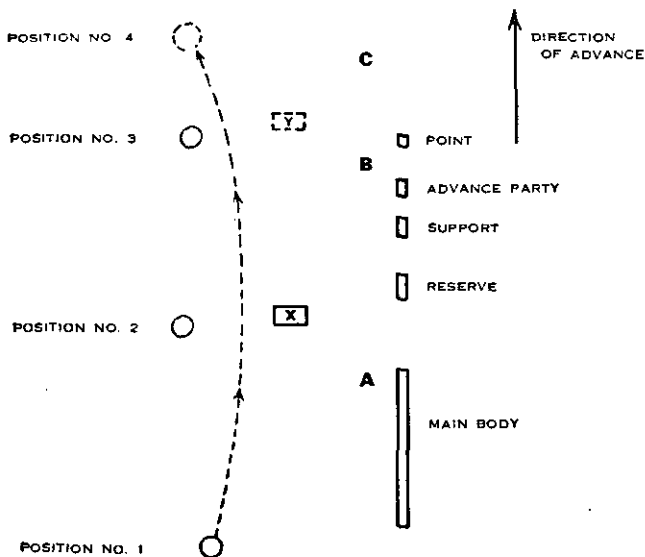 POSITION NO. 4
C
DIRECTION
OF ADVANCE
Y
POSITION NO. 3
POINT
B
ADVANCE PARTY
SUPPORT
RESERVE
X
POSITION NO. 2
A
MAIN BODY
POSITION NO. 1